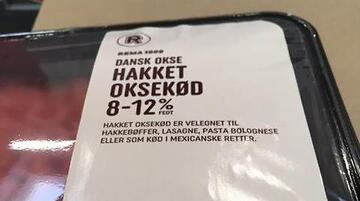 R
REMA 1000
DANSK OKSE
HAKKET
OKSEKØD
8-12%
FEDT
HAKKET OKSEKØD ER VELEGNET TIL
HAKKEBØFFER, LASAGNE, PASTA BOLOGNESE
ELLER SOM KØD I MEXICANSKE RETTER.